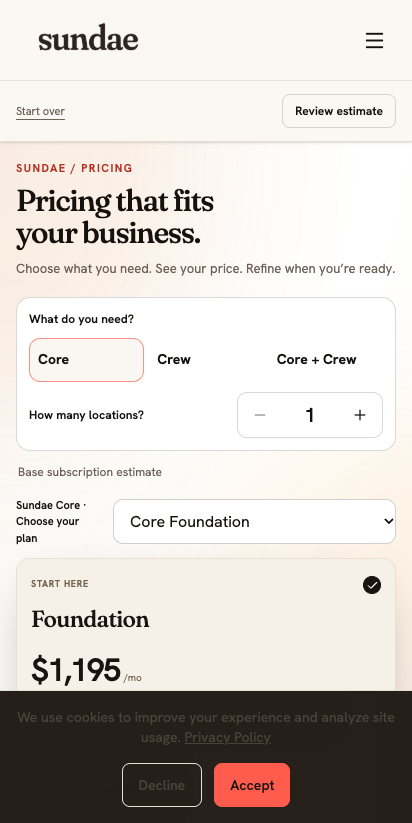 sundae
Start over
Review estimate
SUNDAE / PRICING
Pricing that fits
your business.
Choose what you need. See your price. Refine when you’re ready.
What do you need?
Core
Crew
Core + Crew
How many locations?
− 1 +
Base subscription estimate
Sundae Core ·
Choose your
plan
Core Foundation
START HERE
Foundation
$1,195 /mo
We use cookies to improve your experience and analyze site
usage. Privacy Policy
Decline
Accept